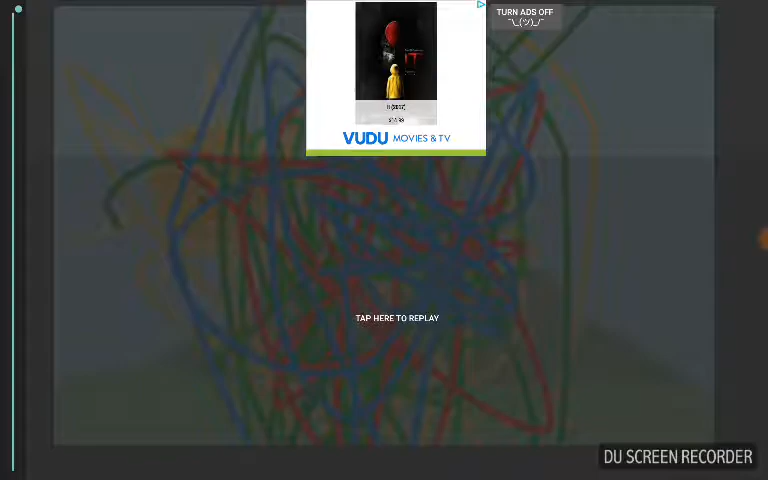 TURN ADS OFF
¯\_(ツ)_/¯
IT
VUDU MOVIES & TV
TAP HERE TO REPLAY
DU SCREEN RECORDER